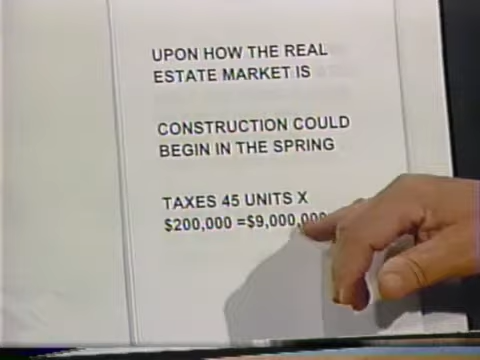 UPON HOW THE REAL
ESTATE MARKET IS
CONSTRUCTION COULD
BEGIN IN THE SPRING
TAXES 45 UNITS X
$200,000 =$9,000,000